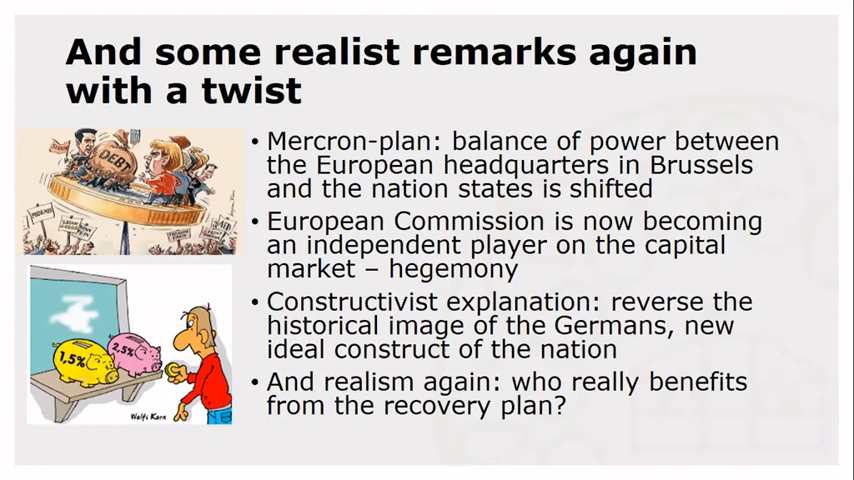 And some realist remarks again
with a twist
• Mercron-plan: balance of power between
the European headquarters in Brussels
and the nation states is shifted
• European Commission is now becoming
an independent player on the capital
market – hegemony
• Constructivist explanation: reverse the
historical image of the Germans, new
ideal construct of the nation
• And realism again: who really benefits
from the recovery plan?
DEBT
1,5%
2,5%
Wolfi Korn